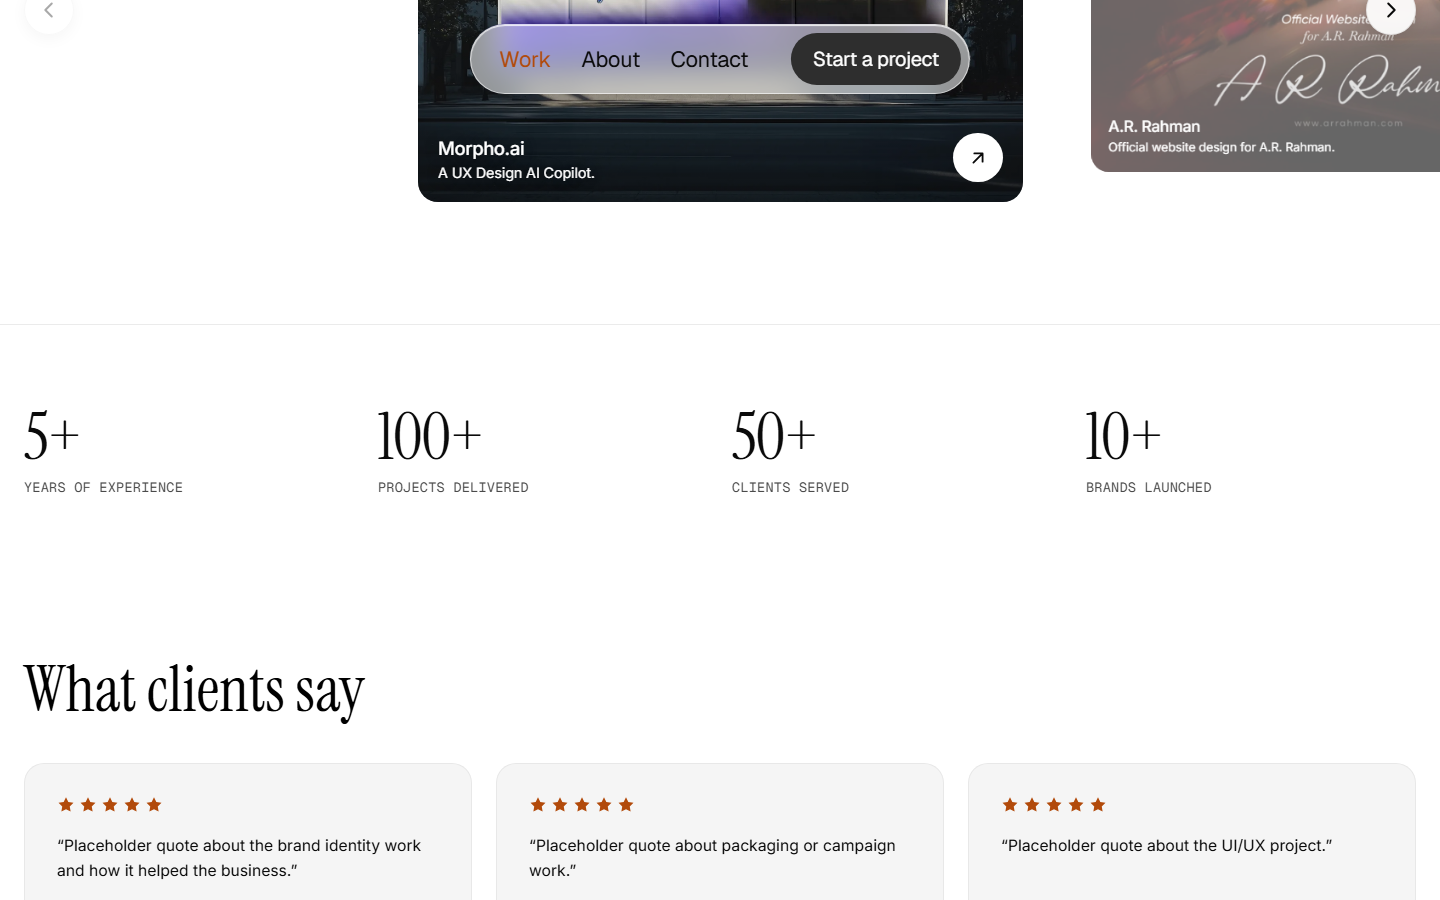 Work About Contact Start a project
Morpho.ai
A UX Design AI Copilot.
Official Website
for A.R. Rahman
A R Rahm
www.arrahman.com
A.R. Rahman
Official website design for A.R. Rahman.
5+
YEARS OF EXPERIENCE
100+
PROJECTS DELIVERED
50+
CLIENTS SERVED
10+
BRANDS LAUNCHED
What clients say
“Placeholder quote about the brand identity work
and how it helped the business.”
“Placeholder quote about packaging or campaign
work.”
“Placeholder quote about the UI/UX project.”